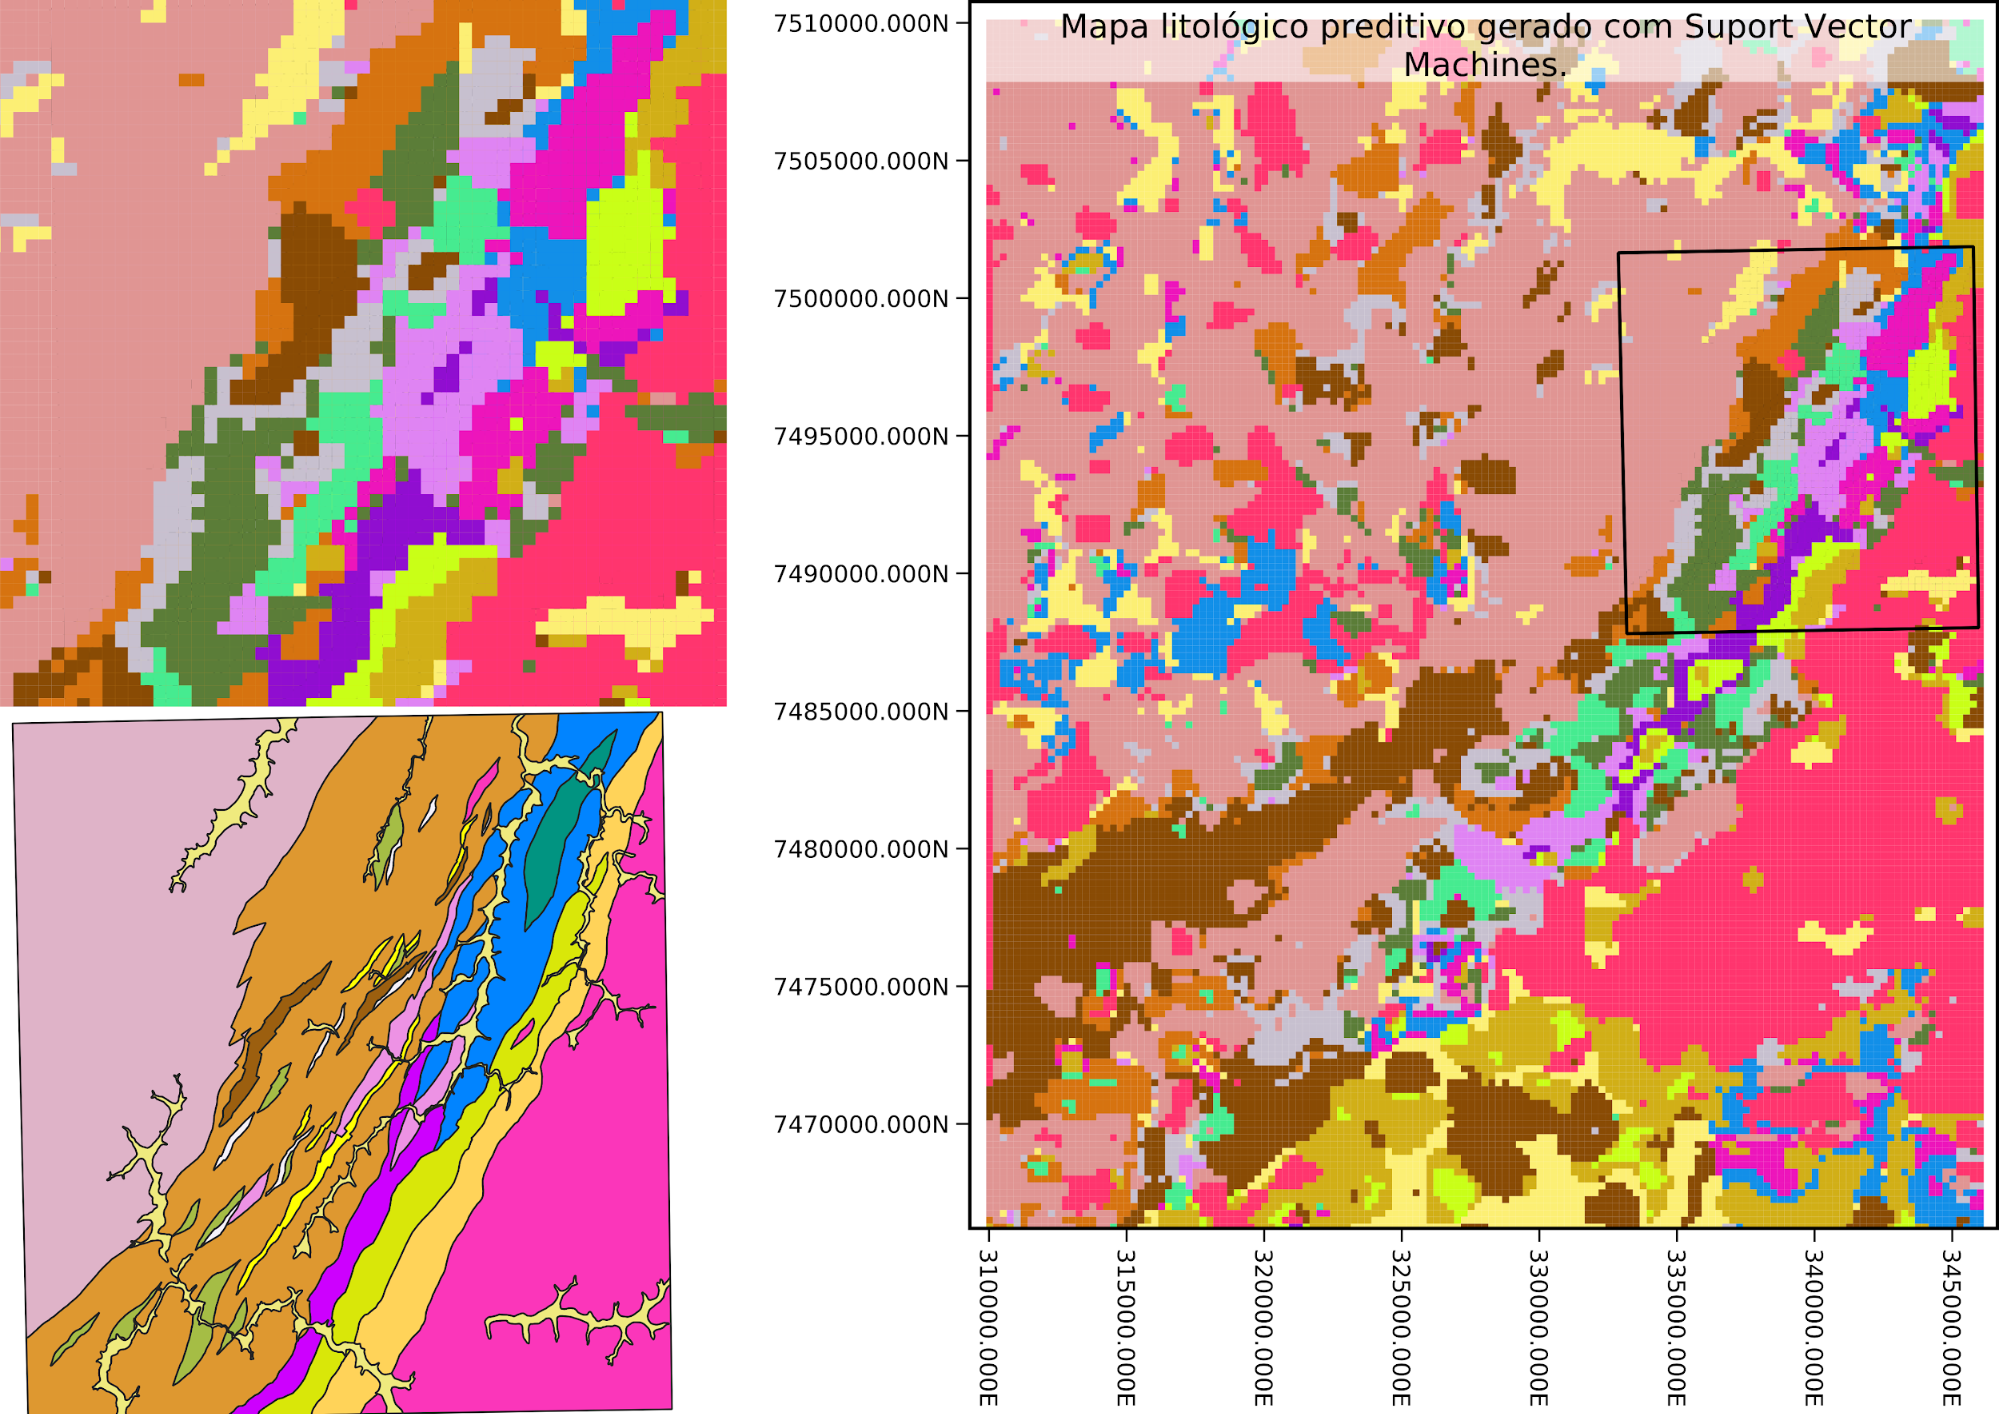 Mapa litológico preditivo gerado com Suport Vector
Machines.
7510000.000N
7505000.000N
7500000.000N
7495000.000N
7490000.000N
7485000.000N
7480000.000N
7475000.000N
7470000.000N
310000.000E
315000.000E
320000.000E
325000.000E
330000.000E
335000.000E
340000.000E
345000.000E